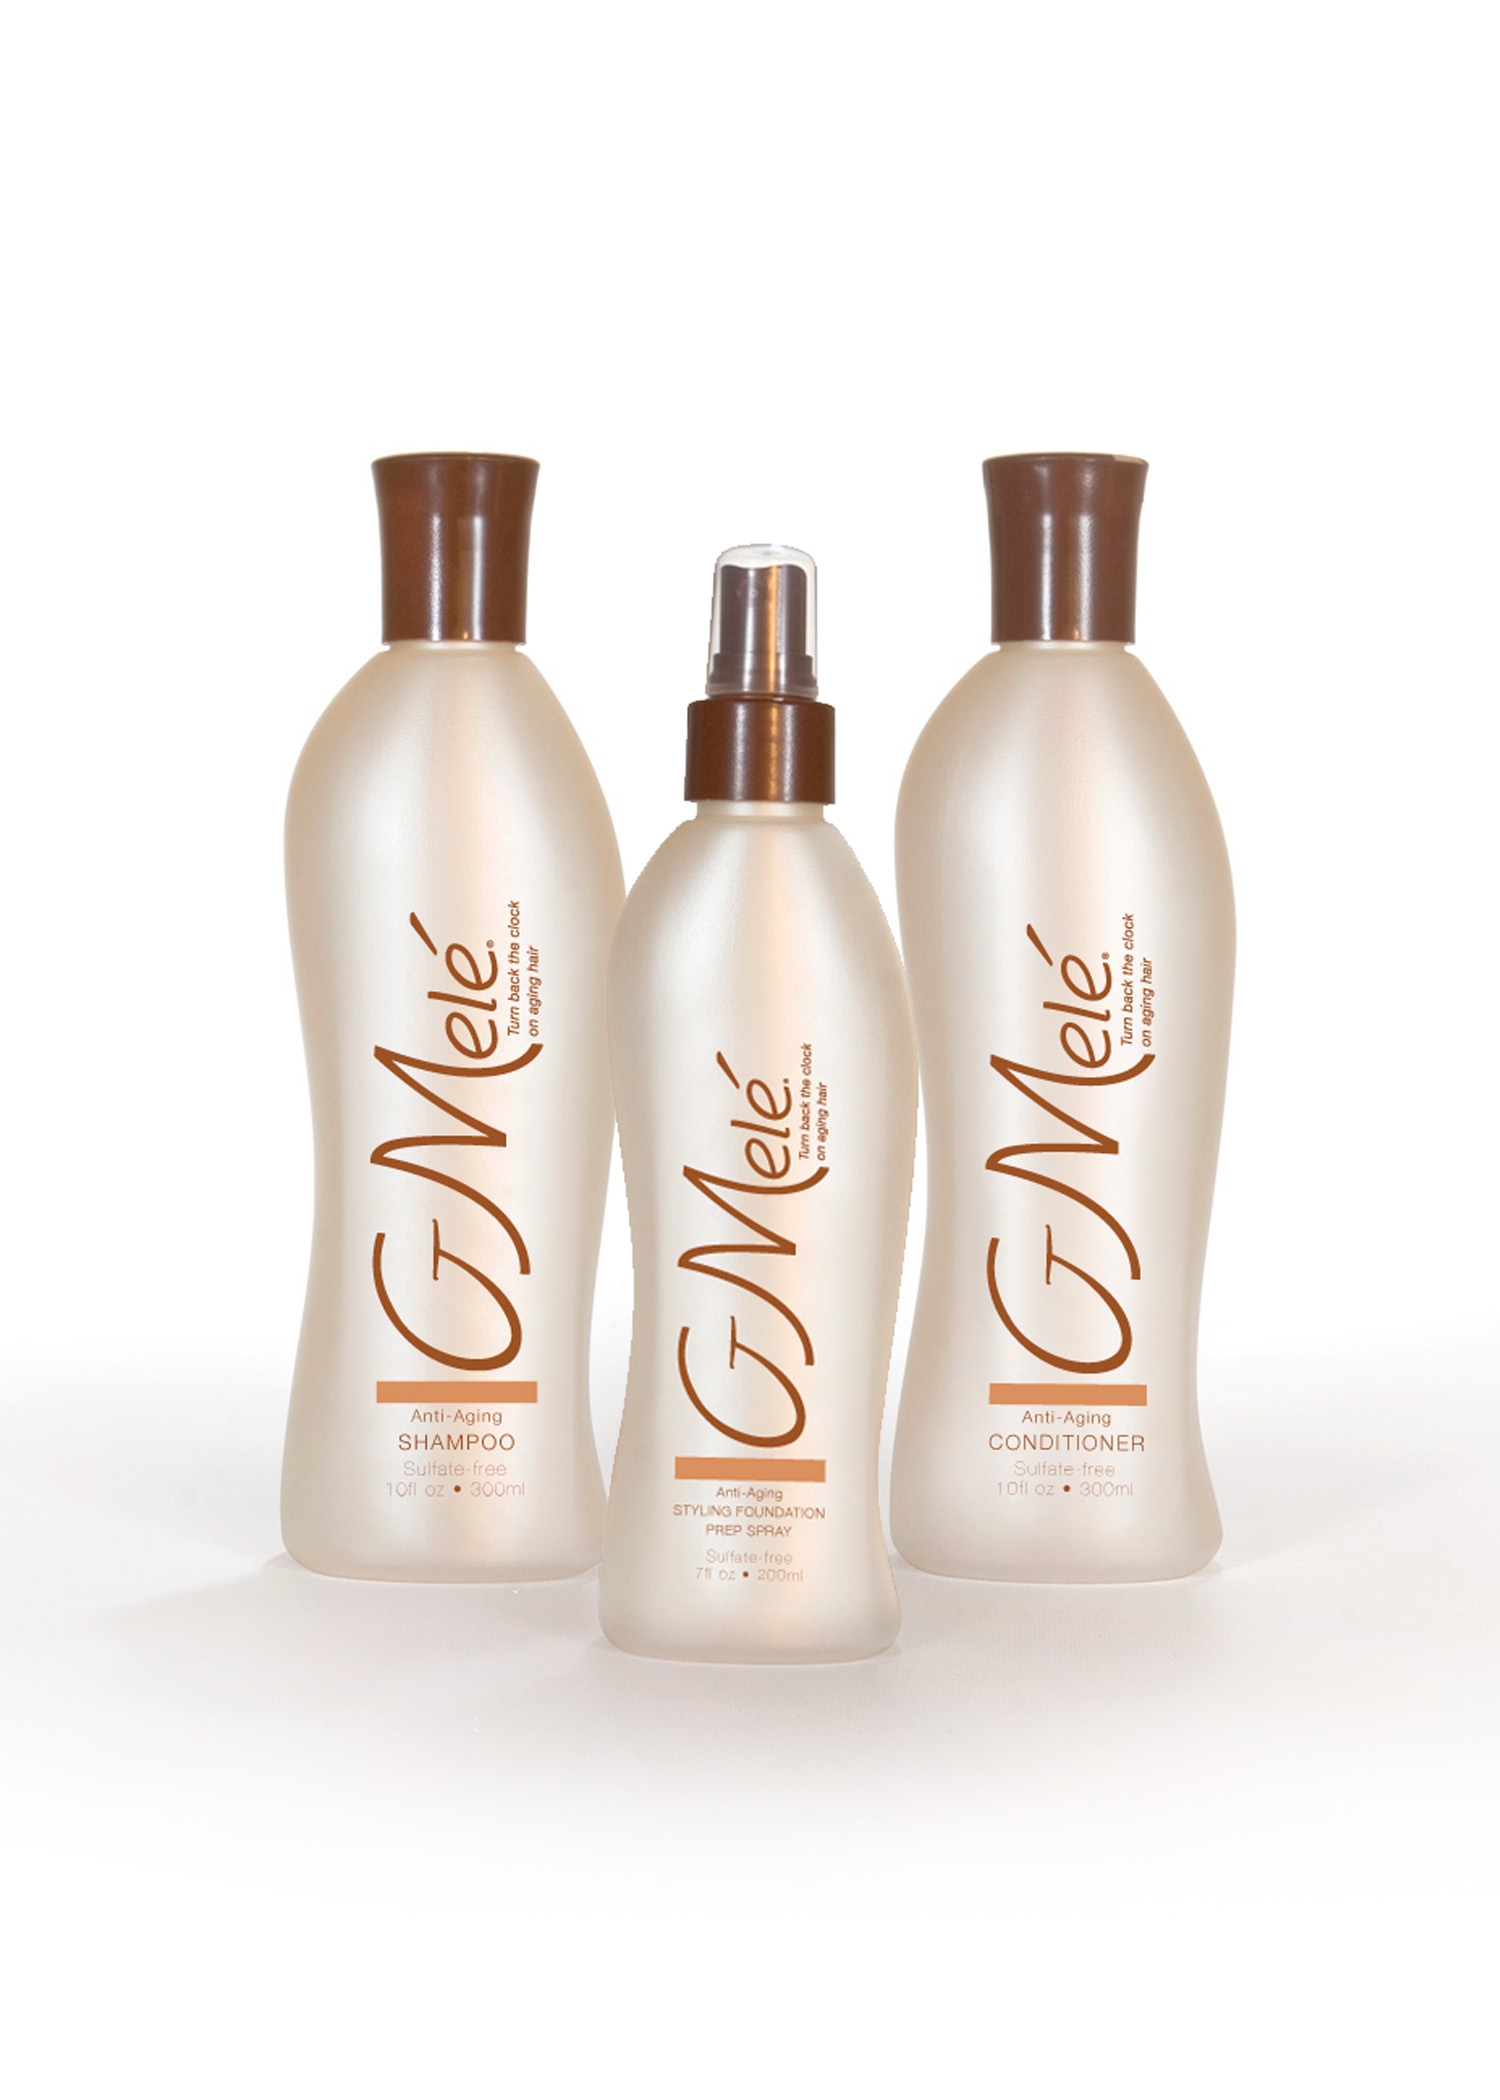 GMelé®
Turn back the clock
on aging hair
Anti-Aging
SHAMPOO
Sulfate-free
10fl oz • 300ml
GMelé®
Turn back the clock
on aging hair
Anti-Aging
STYLING FOUNDATION
PREP SPRAY
Sulfate-free
7fl oz • 200ml
GMelé®
Turn back the clock
on aging hair
Anti-Aging
CONDITIONER
Sulfate-free
10fl oz • 300ml